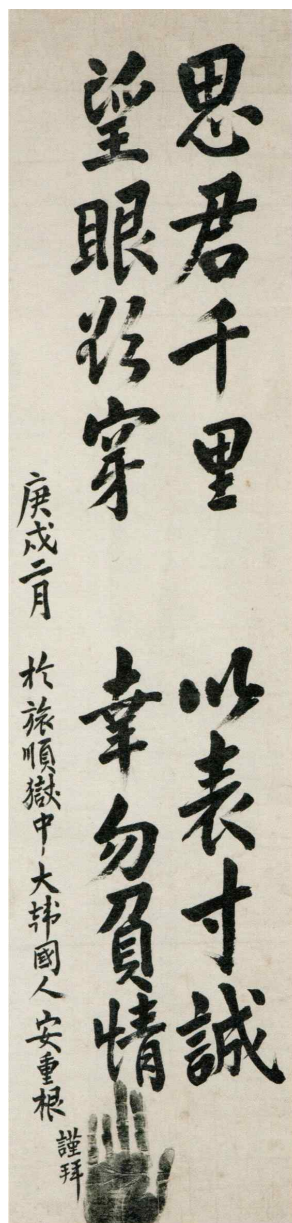 思君千里
望眼欲穿
以表寸誠
幸勿負情
庚戌二月 於旅順獄中 大韓國人 安重根 謹拜